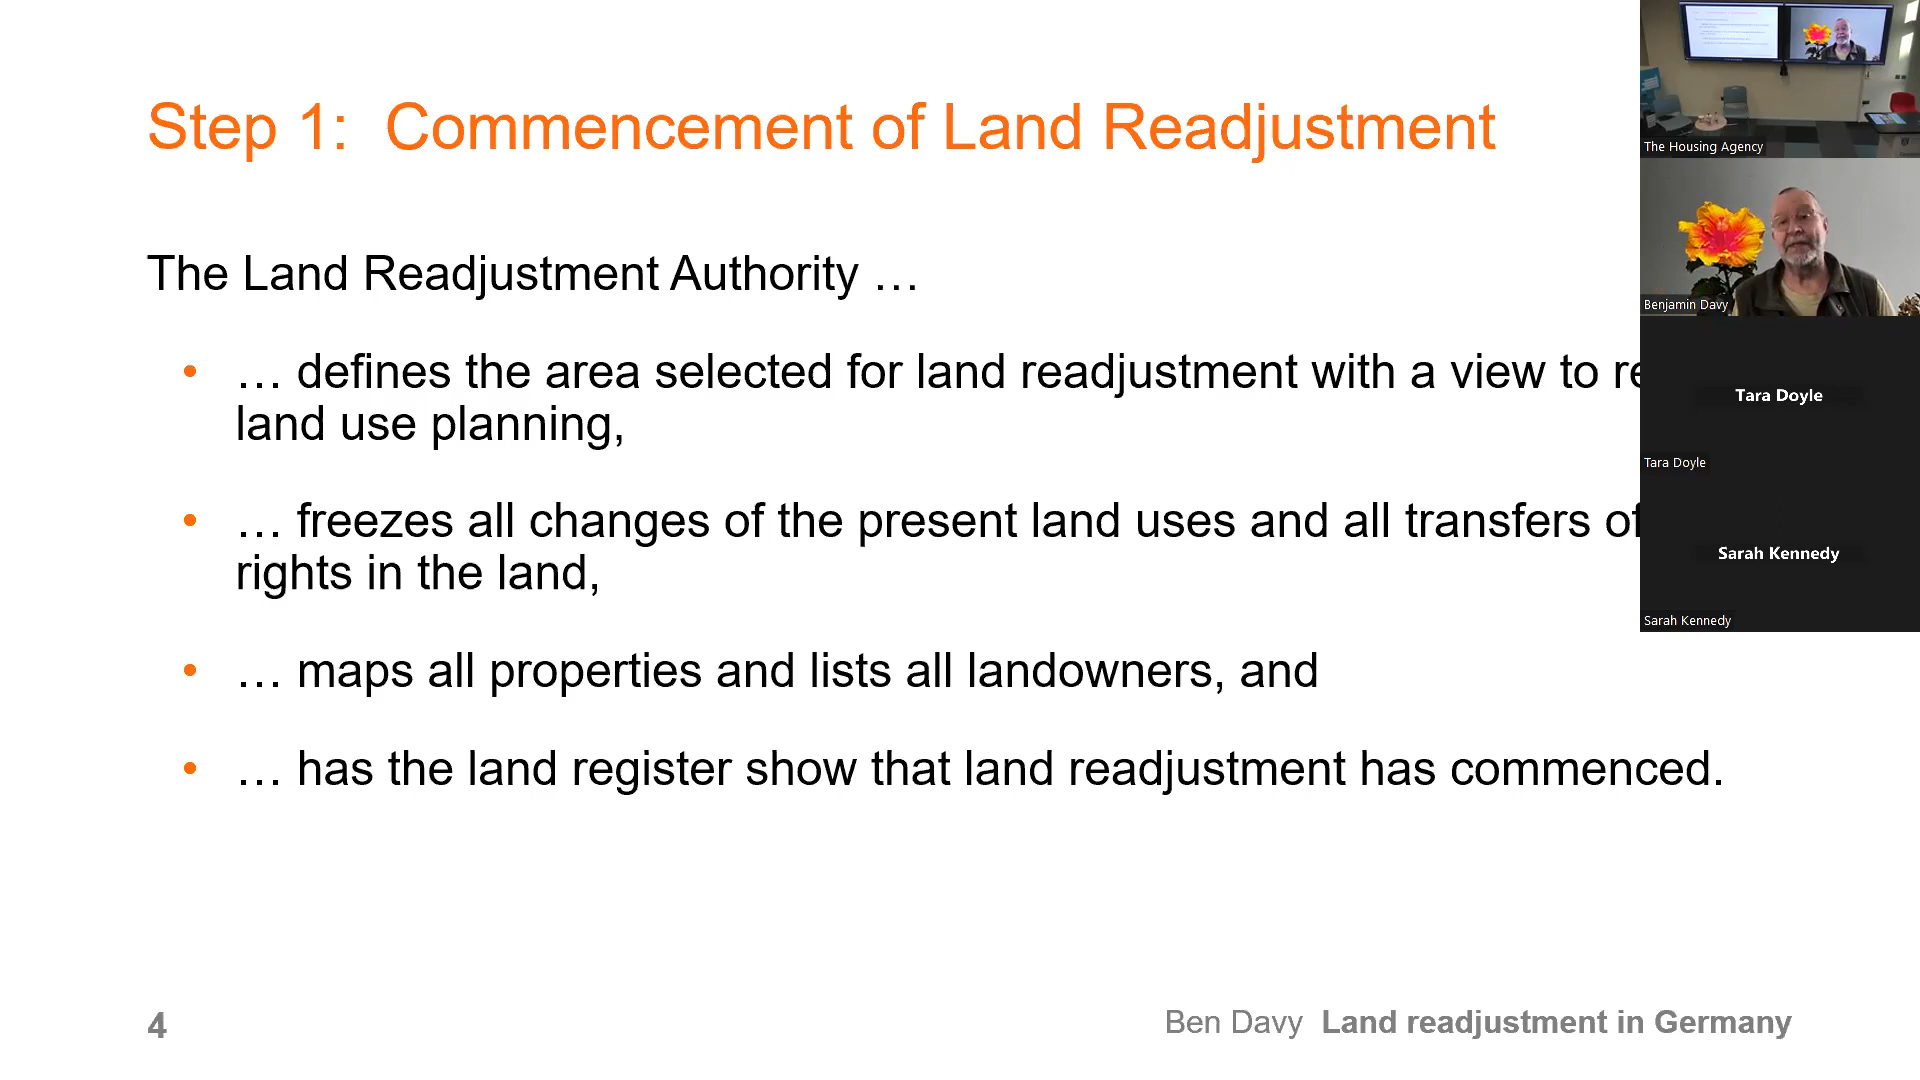 Step 1: Commencement of Land Readjustment
The Land Readjustment Authority …
• … defines the area selected for land readjustment with a view to
land use planning,
• … freezes all changes of the present land uses and all transfers of
rights in the land,
• … maps all properties and lists all landowners, and
• … has the land register show that land readjustment has commenced.
4
Ben Davy Land readjustment in Germany
The Housing Agency
Benjamin Davy
Tara Doyle
Tara Doyle
Sarah Kennedy
Sarah Kennedy